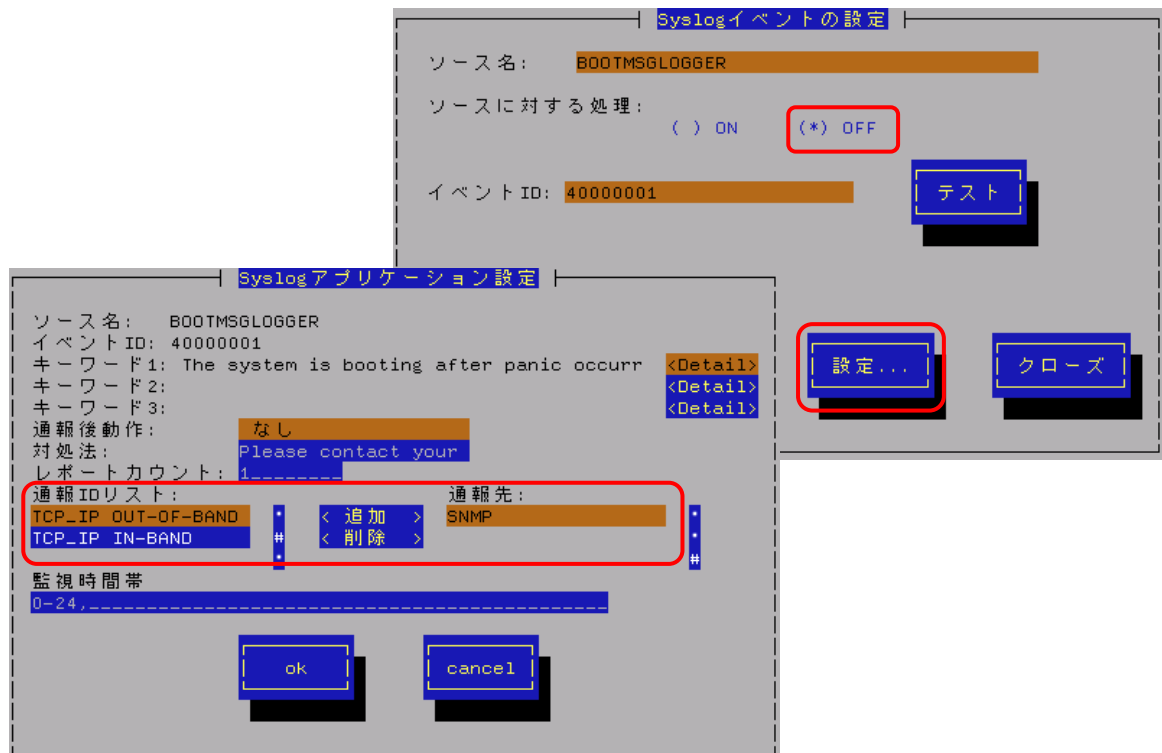 Syslogイベントの設定
ソース名: BOOTMSGLOGGER
ソースに対する処理:
( ) ON (*) OFF
イベントID: 40000001
テスト
設定...
クローズ
Syslogアプリケーション設定
ソース名: BOOTMSGLOGGER
イベントID: 40000001
キーワード1: The system is booting after panic occurr <Detail>
キーワード2: <Detail>
キーワード3: <Detail>
通報後動作: なし
対処法: Please contact your
レポートカウント: 1________
通報IDリスト: 通報先:
TCP_IP OUT-OF-BAND < 追加 > SNMP
TCP_IP IN-BAND # < 削除 >
#
監視時間帯
0-24,_____________________________________________
ok
cancel